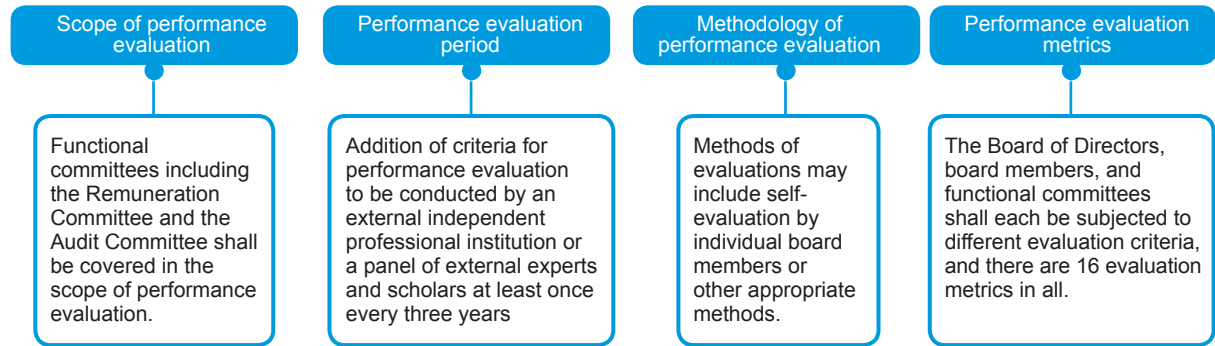 Scope of performance
evaluation
Functional
committees including
the Remuneration
Committee and the
Audit Committee shall
be covered in the
scope of performance
evaluation.
Performance evaluation
period
Addition of criteria for
performance evaluation
to be conducted by an
external independent
professional institution or
a panel of external experts
and scholars at least once
every three years
Methodology of
performance evaluation
Methods of
evaluations may
include self-
evaluation by
individual board
members or
other appropriate
methods.
Performance evaluation
metrics
The Board of Directors,
board members, and
functional committees
shall each be subjected to
different evaluation criteria,
and there are 16 evaluation
metrics in all.